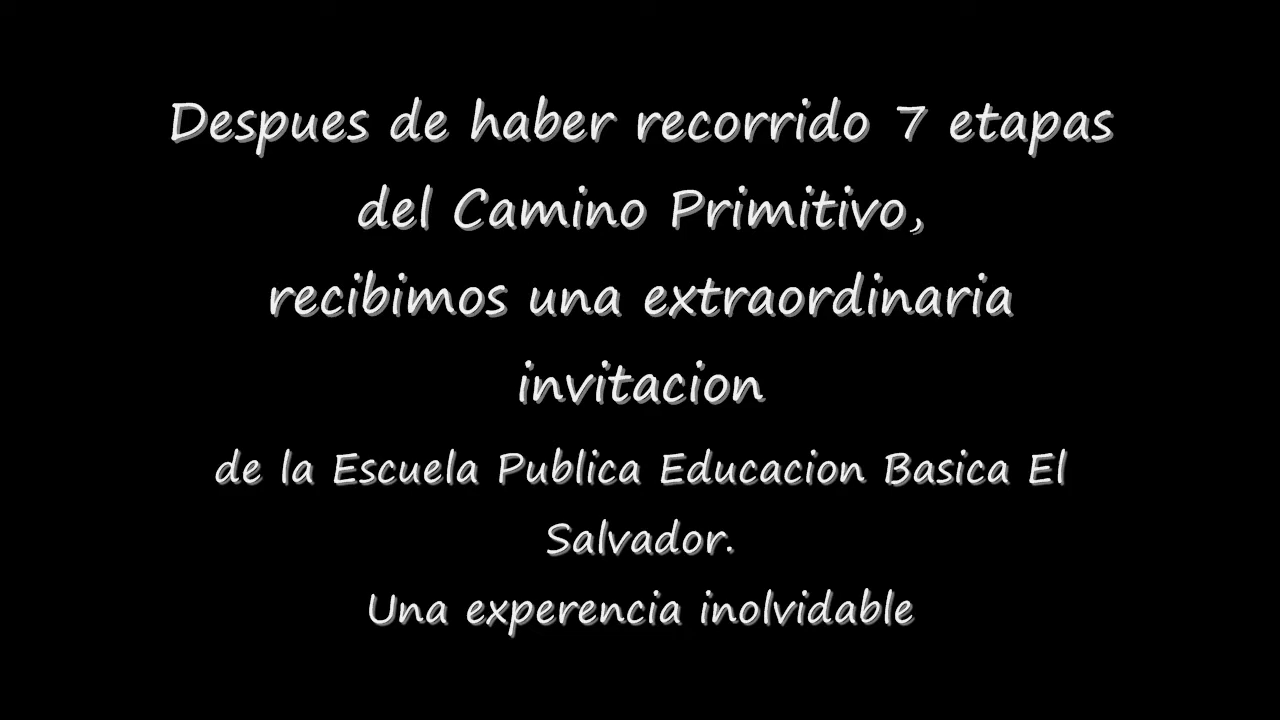 Despues de haber recorrido 7 etapas
del Camino Primitivo,
recibimos una extraordinaria
invitacion
de la Escuela Publica Educacion Basica El
Salvador.
Una experencia inolvidable